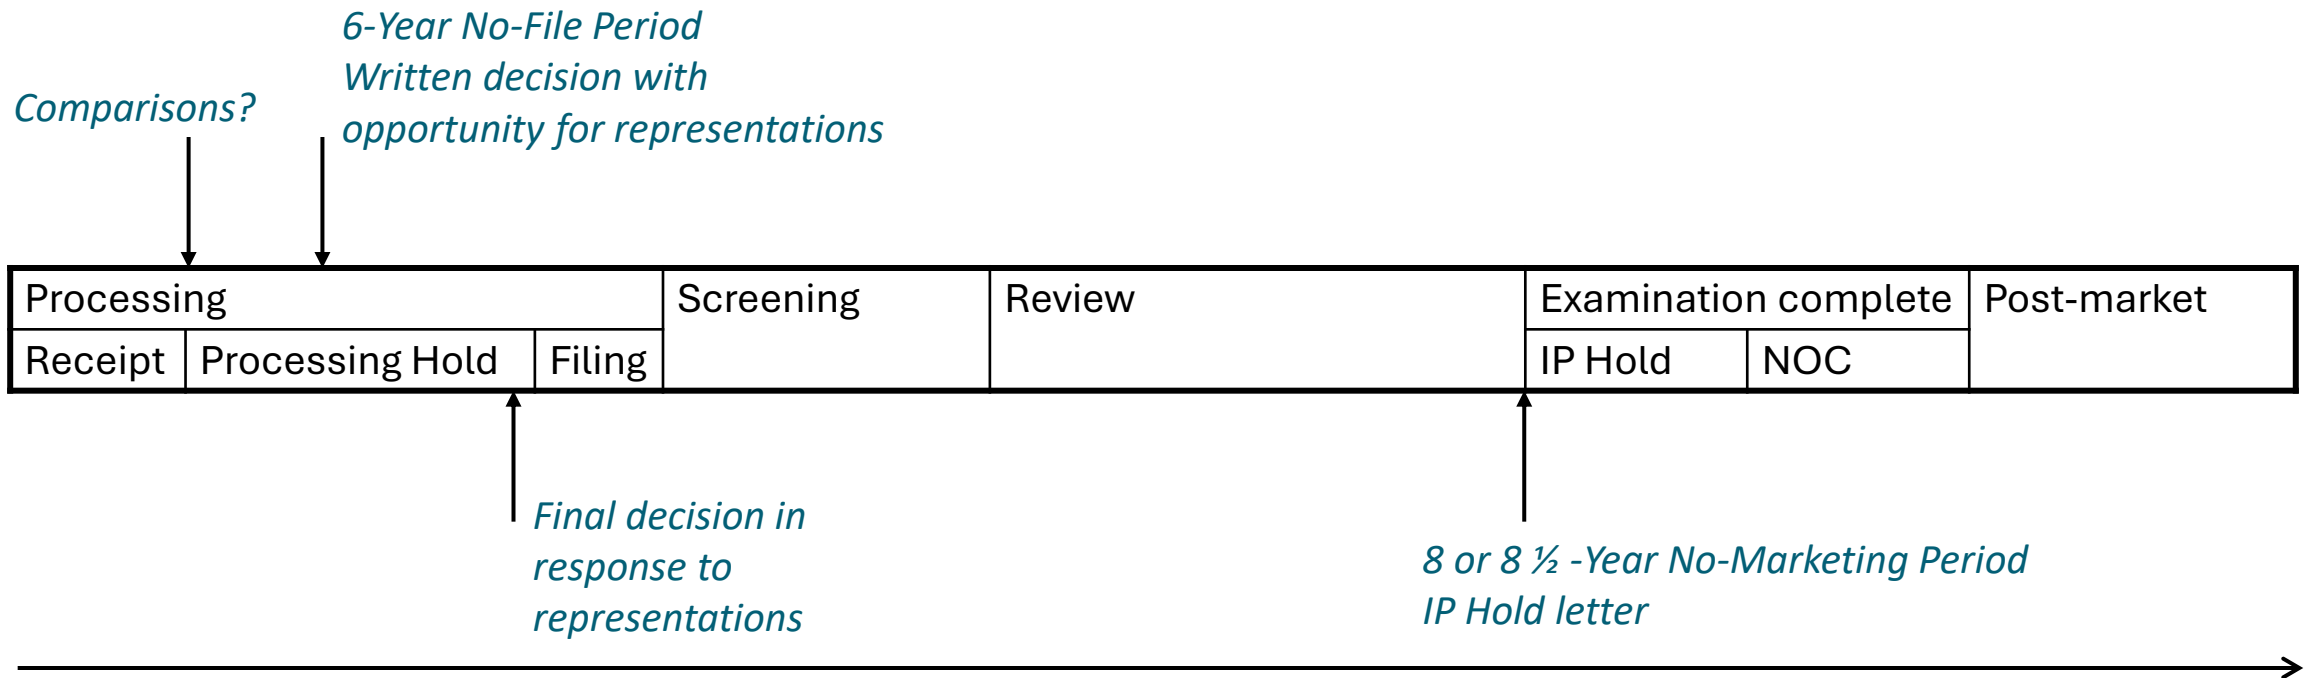 6-Year No-File Period
Written decision with
opportunity for representations
Comparisons?
Processing
Screening
Review
Examination complete
Post-market
Receipt
Processing Hold
Filing
IP Hold
NOC
Final decision in
response to
representations
8 or 8 ½ -Year No-Marketing Period
IP Hold letter